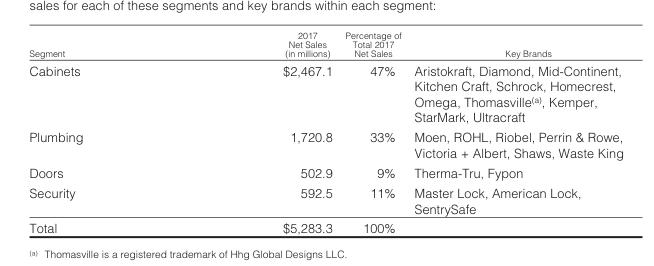 sales for each of these segments and key brands within each segment:
2017 Percentage of
Net Sales Total 2017
Segment (in millions) Net Sales Key Brands
Cabinets $2,467.1 47% Aristokraft, Diamond, Mid-Continent,
Kitchen Craft, Schrock, Homecrest,
Omega, Thomasville(a), Kemper,
StarMark, Ultracraft
Plumbing 1,720.8 33% Moen, ROHL, Riobel, Perrin & Rowe,
Victoria + Albert, Shaws, Waste King
Doors 502.9 9% Therma-Tru, Fypon
Security 592.5 11% Master Lock, American Lock,
SentrySafe
Total $5,283.3 100%
(a) Thomasville is a registered trademark of Hhg Global Designs LLC.